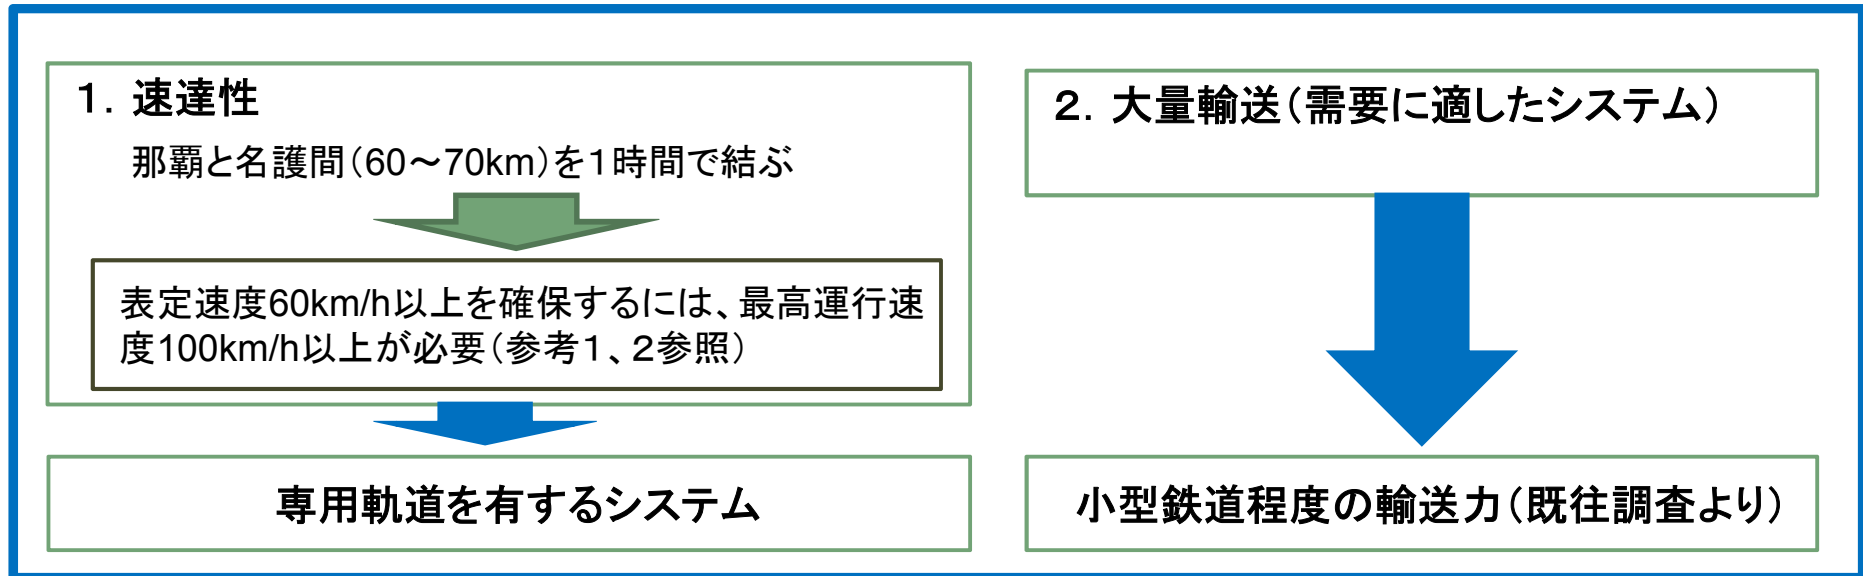 1．速達性
那覇と名護間（60～70km）を１時間で結ぶ
表定速度60km/h以上を確保するには、最高運行速
度100km/h以上が必要（参考１、２参照）
専用軌道を有するシステム
２．大量輸送（需要に適したシステム）
小型鉄道程度の輸送力（既往調査より）